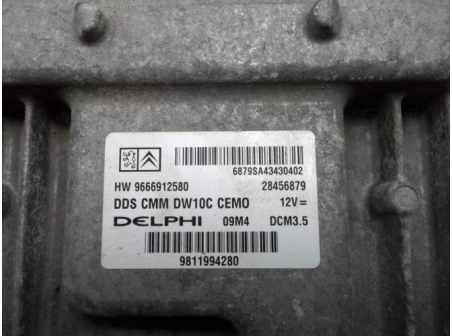 6879SA43430402
HW 9666912580 28456879
DDS CMM DW10C CEMO 12V =
DELPHI 09M4 DCM3.5
9811994280